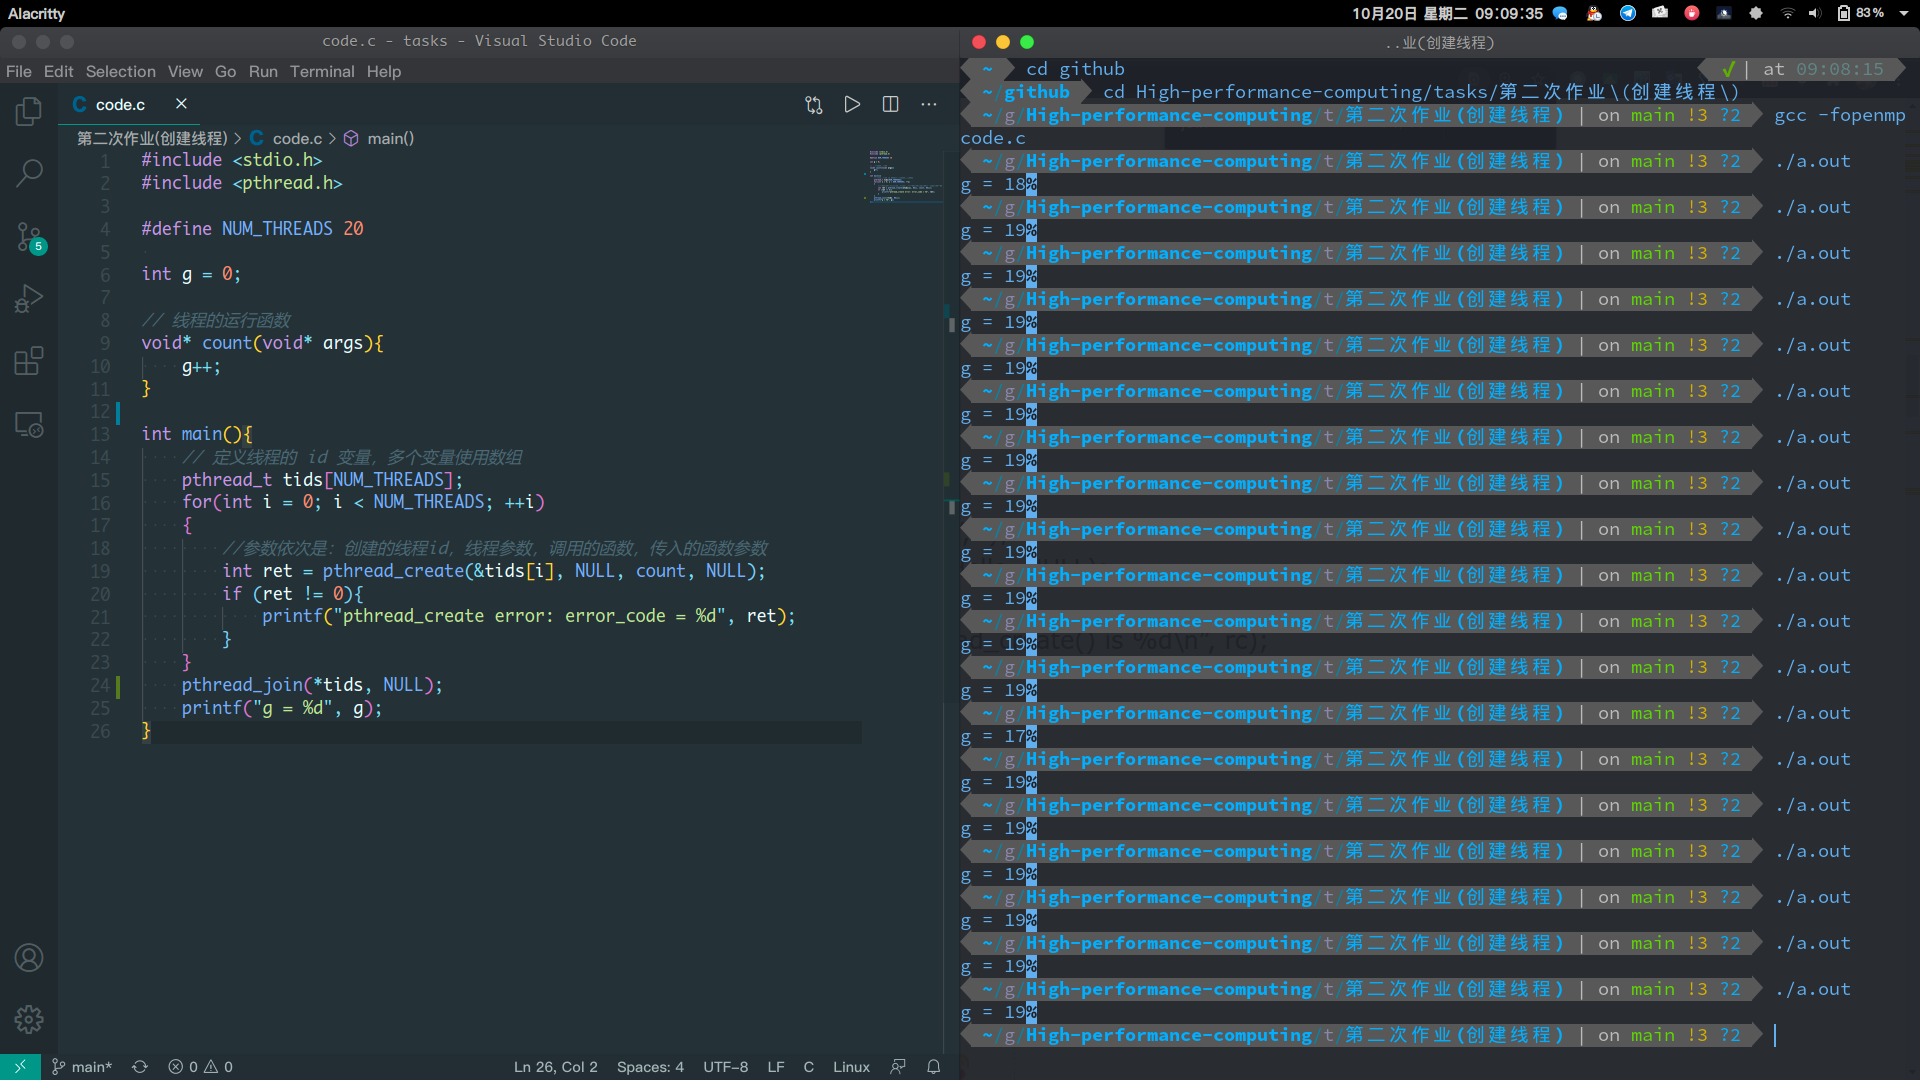 Alacritty
10月20日 星期二 09:09:35
83%
code.c - tasks - Visual Studio Code
File Edit Selection View Go Run Terminal Help
code.c
第二次作业(创建线程) > C code.c > main()
1 #include <stdio.h>
2 #include <pthread.h>
3
4 #define NUM_THREADS 20
5
6 int g = 0;
7
8 // 线程的运行函数
9 void* count(void* args){
10 g++;
11 }
12
13 int main(){
14 // 定义线程的 id 变量，多个变量使用数组
15 pthread_t tids[NUM_THREADS];
16 for(int i = 0; i < NUM_THREADS; ++i)
17 {
18 //参数依次是：创建的线程id，线程参数，调用的函数，传入的函数参数
19 int ret = pthread_create(&tids[i], NULL, count, NULL);
20 if (ret != 0){
21 printf("pthread_create error: error_code = %d", ret);
22 }
23 }
24 pthread_join(*tids, NULL);
25 printf("g = %d", g);
26 }
5
main* 0 0
Ln 26, Col 2 Spaces: 4 UTF-8 LF C Linux
..业(创建线程)
~ cd github ✓ | at 09:08:15
~/github cd High-performance-computing/tasks/第二次作业\(创建线程\)
~/g/High-performance-computing/t/第二次作业(创建线程) | on main !3 ?2 gcc -fopenmp
code.c
~/g/High-performance-computing/t/第二次作业(创建线程) | on main !3 ?2 ./a.out
g = 18%
~/g/High-performance-computing/t/第二次作业(创建线程) | on main !3 ?2 ./a.out
g = 19%
~/g/High-performance-computing/t/第二次作业(创建线程) | on main !3 ?2 ./a.out
g = 19%
~/g/High-performance-computing/t/第二次作业(创建线程) | on main !3 ?2 ./a.out
g = 19%
~/g/High-performance-computing/t/第二次作业(创建线程) | on main !3 ?2 ./a.out
g = 19%
~/g/High-performance-computing/t/第二次作业(创建线程) | on main !3 ?2 ./a.out
g = 19%
~/g/High-performance-computing/t/第二次作业(创建线程) | on main !3 ?2 ./a.out
g = 19%
~/g/High-performance-computing/t/第二次作业(创建线程) | on main !3 ?2 ./a.out
g = 19%
~/g/High-performance-computing/t/第二次作业(创建线程) | on main !3 ?2 ./a.out
g = 19%
~/g/High-performance-computing/t/第二次作业(创建线程) | on main !3 ?2 ./a.out
g = 19%
~/g/High-performance-computing/t/第二次作业(创建线程) | on main !3 ?2 ./a.out
g = 19%
~/g/High-performance-computing/t/第二次作业(创建线程) | on main !3 ?2 ./a.out
g = 19%
~/g/High-performance-computing/t/第二次作业(创建线程) | on main !3 ?2 ./a.out
g = 17%
~/g/High-performance-computing/t/第二次作业(创建线程) | on main !3 ?2 ./a.out
g = 19%
~/g/High-performance-computing/t/第二次作业(创建线程) | on main !3 ?2 ./a.out
g = 19%
~/g/High-performance-computing/t/第二次作业(创建线程) | on main !3 ?2 ./a.out
g = 19%
~/g/High-performance-computing/t/第二次作业(创建线程) | on main !3 ?2 ./a.out
g = 19%
~/g/High-performance-computing/t/第二次作业(创建线程) | on main !3 ?2 ./a.out
g = 19%
~/g/High-performance-computing/t/第二次作业(创建线程) | on main !3 ?2 ./a.out
g = 19%
~/g/High-performance-computing/t/第二次作业(创建线程) | on main !3 ?2